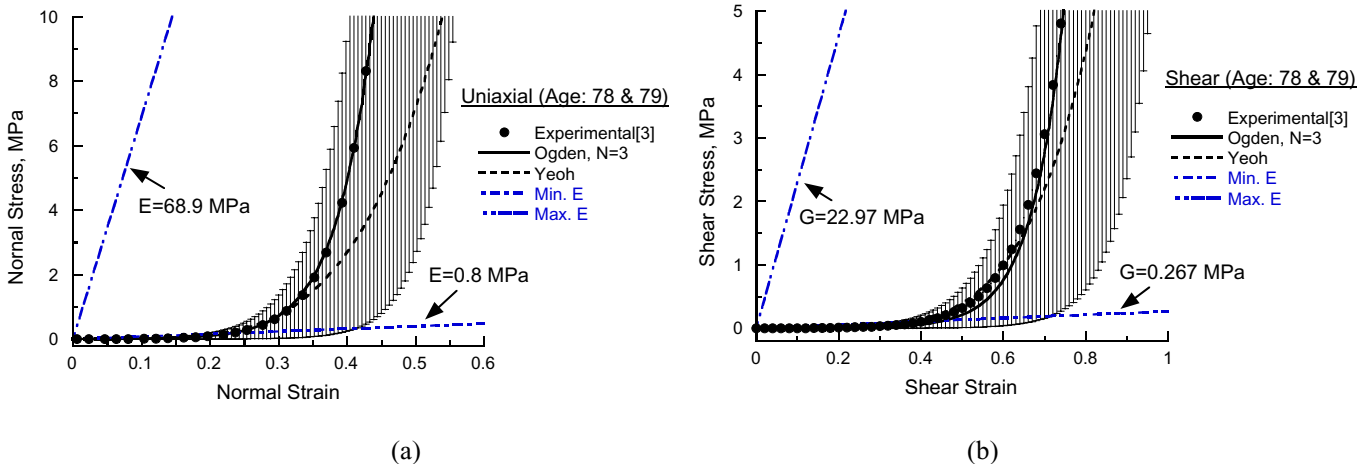 10
8
6
4
2
0
Normal Stress, MPa
0
0.1
0.2
0.3
0.4
0.5
0.6
Normal Strain
E=68.9 MPa
E=0.8 MPa
Uniaxial (Age: 78 & 79)
Experimental[3]
Ogden, N=3
Yeoh
Min. E
Max. E
(a)
5
4
3
2
1
0
Shear Stress, MPa
0
0.2
0.4
0.6
0.8
1
Shear Strain
G=22.97 MPa
G=0.267 MPa
Shear (Age: 78 & 79)
Experimental[3]
Ogden, N=3
Yeoh
Min. E
Max. E
(b)